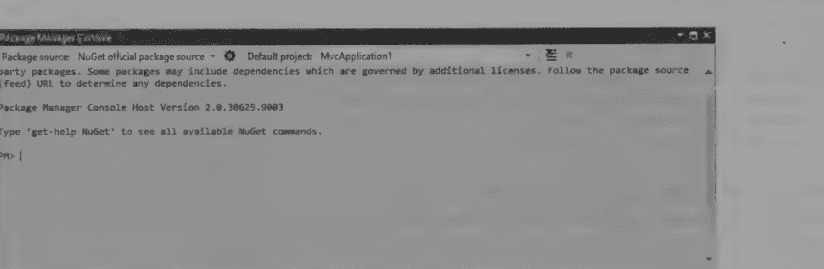 Package Manager Console
Package source: NuGet official package source Default project: MvcApplication1
party packages. Some packages may include dependencies which are governed by additional licenses. Follow the package source
(feed) URL to determine any dependencies.
Package Manager Console Host Version 2.0.30625.9003
Type 'get-help NuGet' to see all available NuGet commands.
PM>